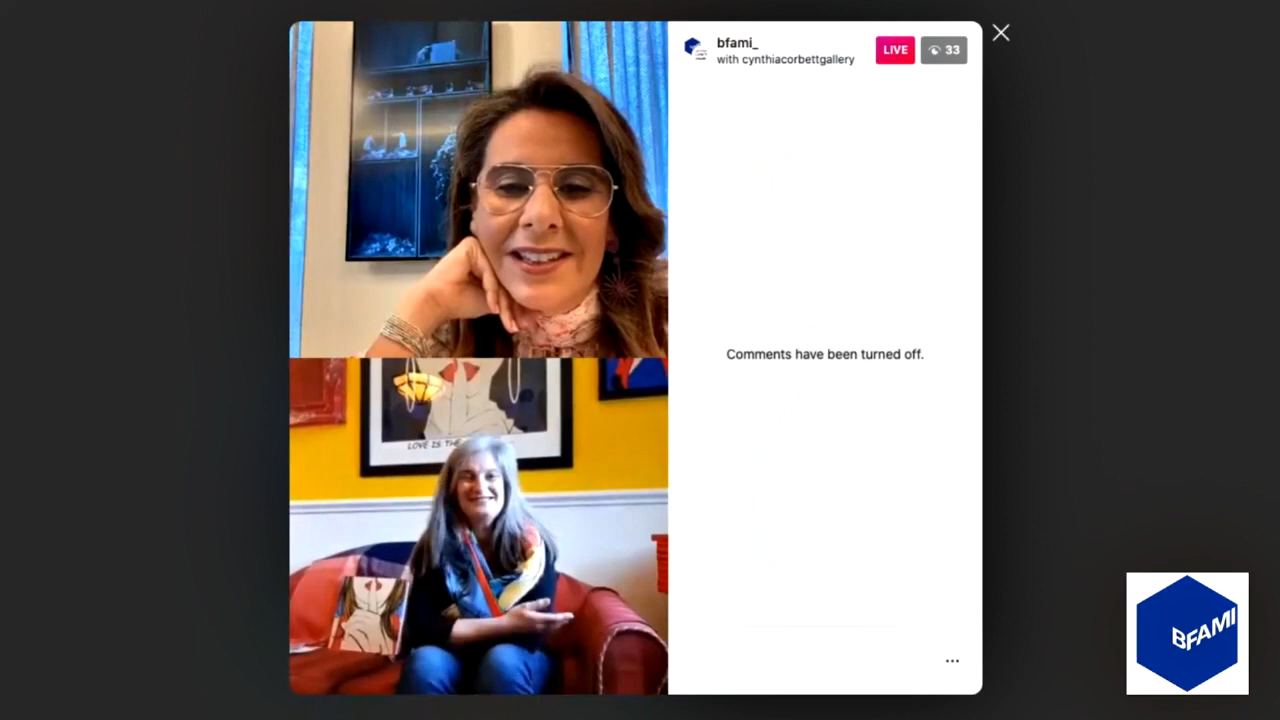 bfami_
with cynthiacorbettgallery
LIVE
33
Comments have been turned off.
LOVE IS THE
BFAMI